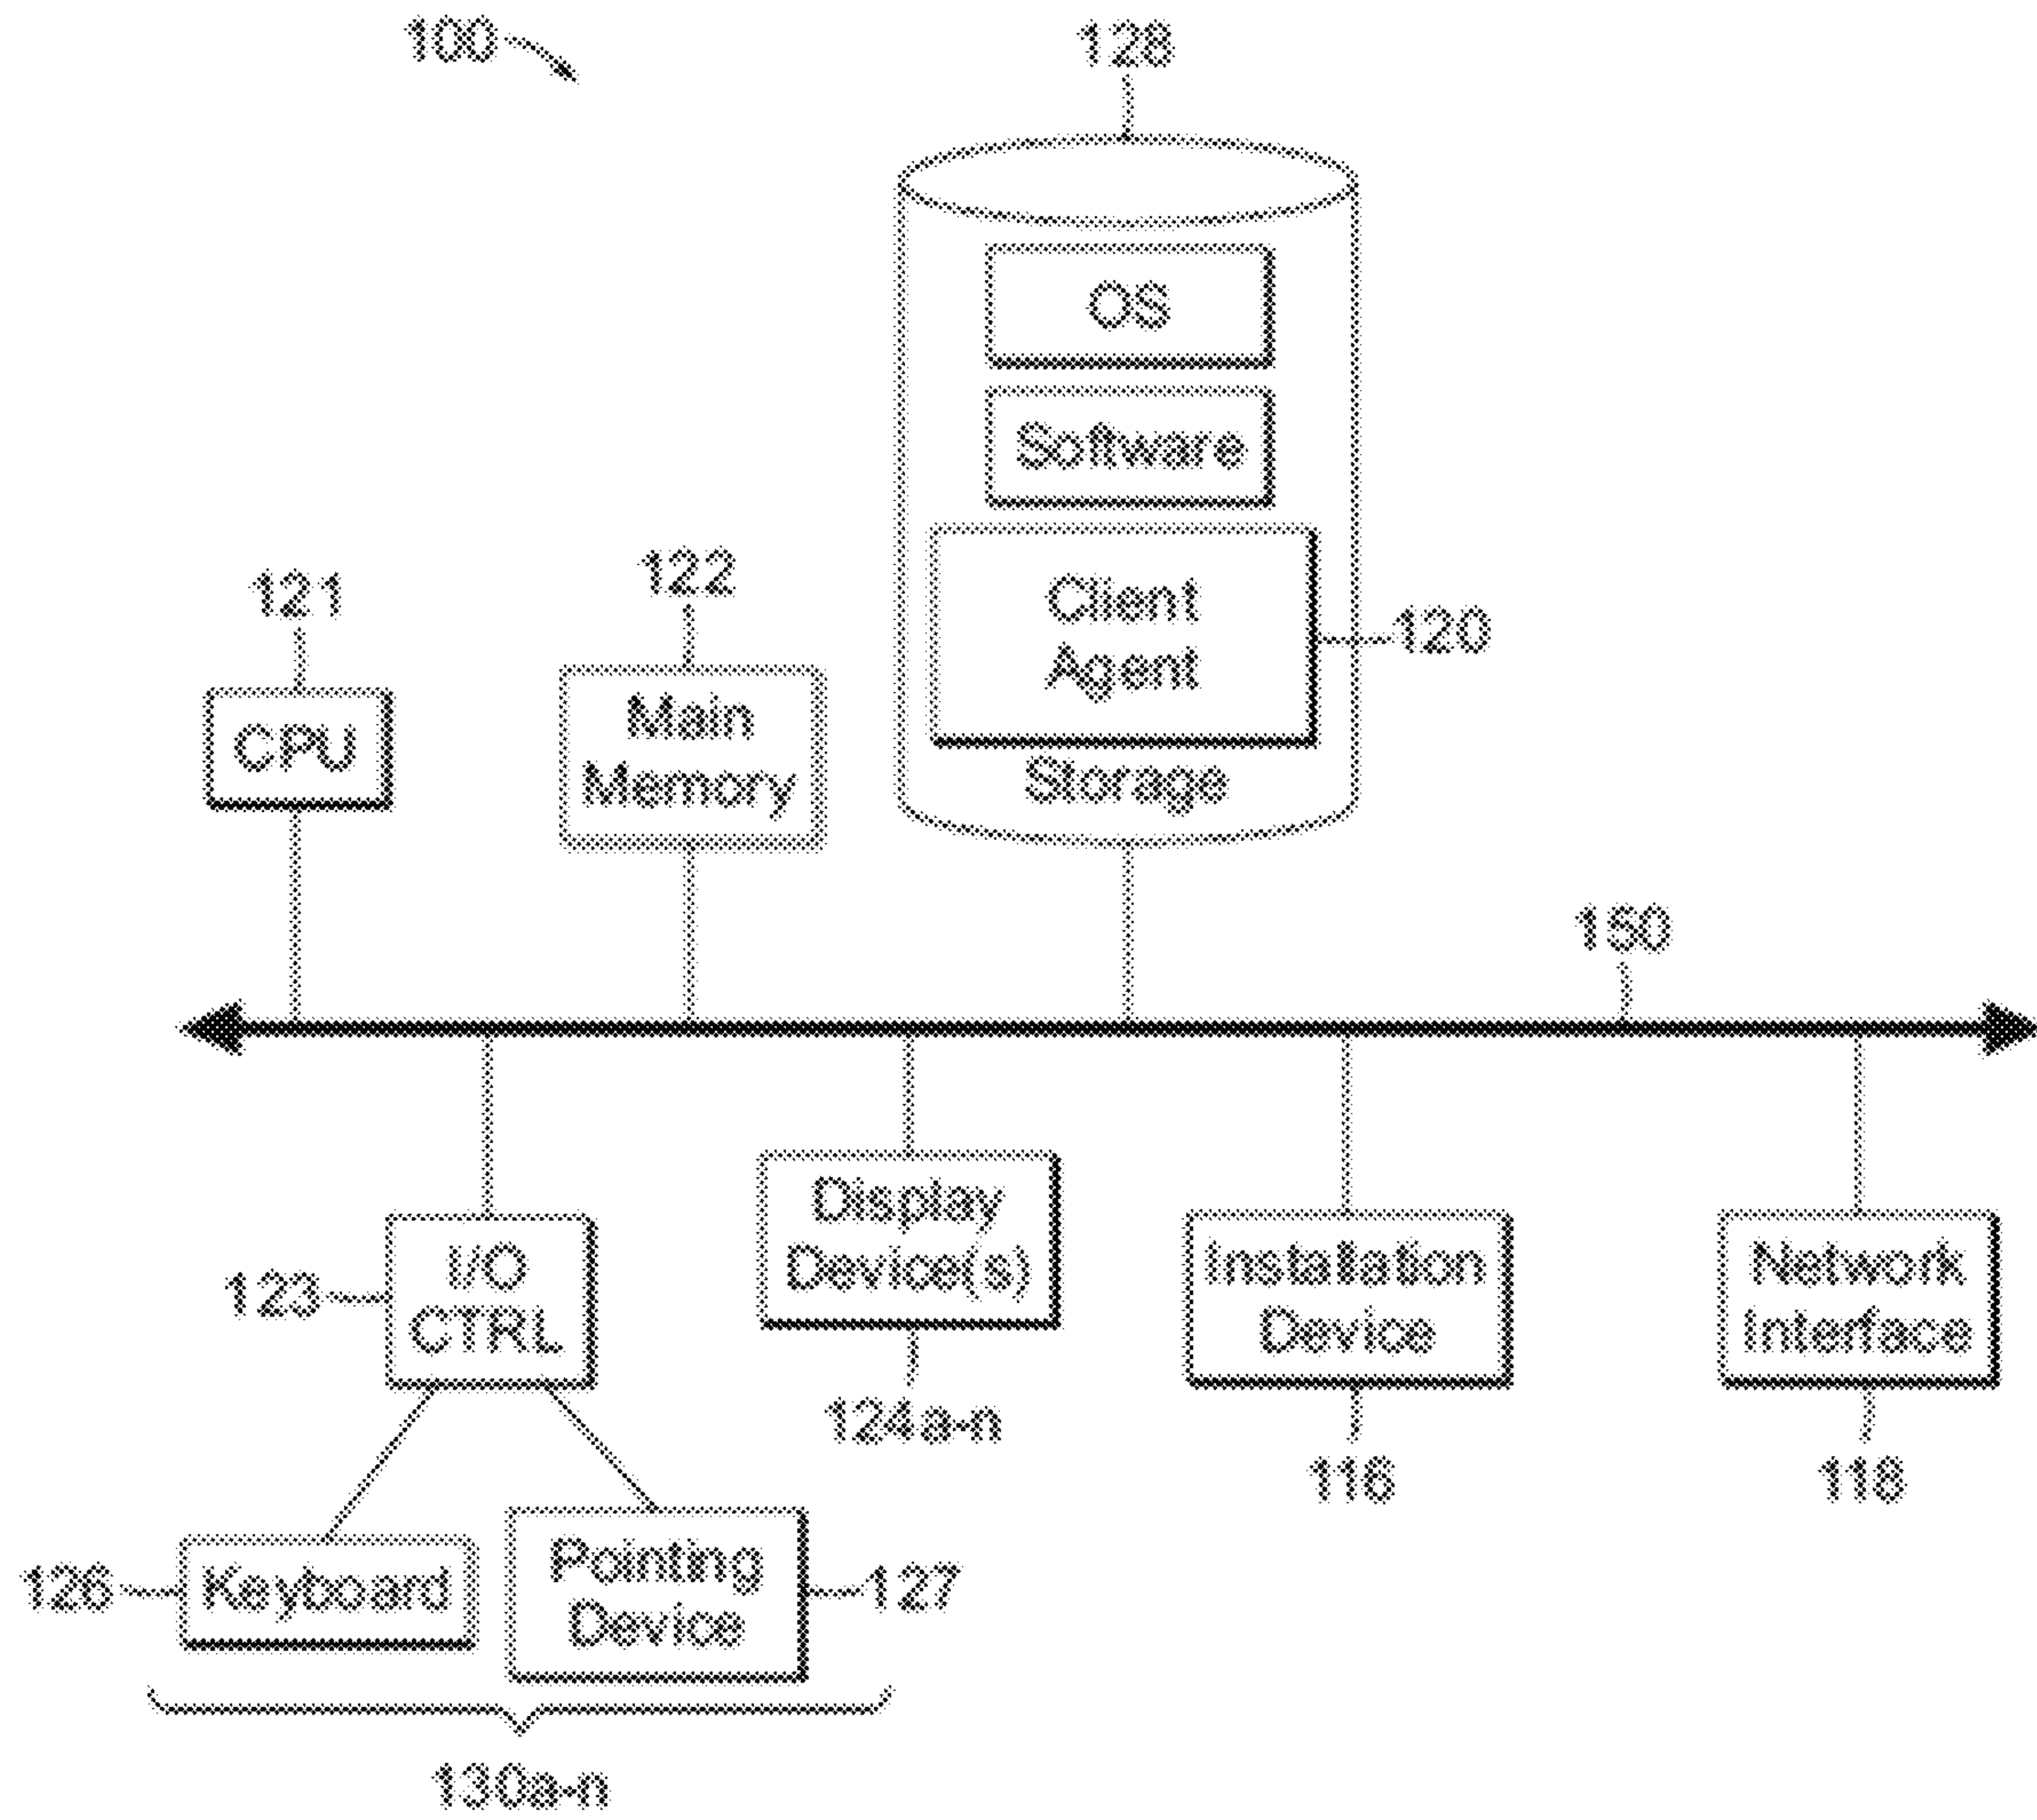 100
128
OS
Software
Client
Agent
120
Storage
121
122
CPU
Main
Memory
150
I/O
CTRL
123
Display
Device(s)
124a-n
Installation
Device
116
Network
Interface
118
126
Keyboard
Pointing
Device
127
130a-n